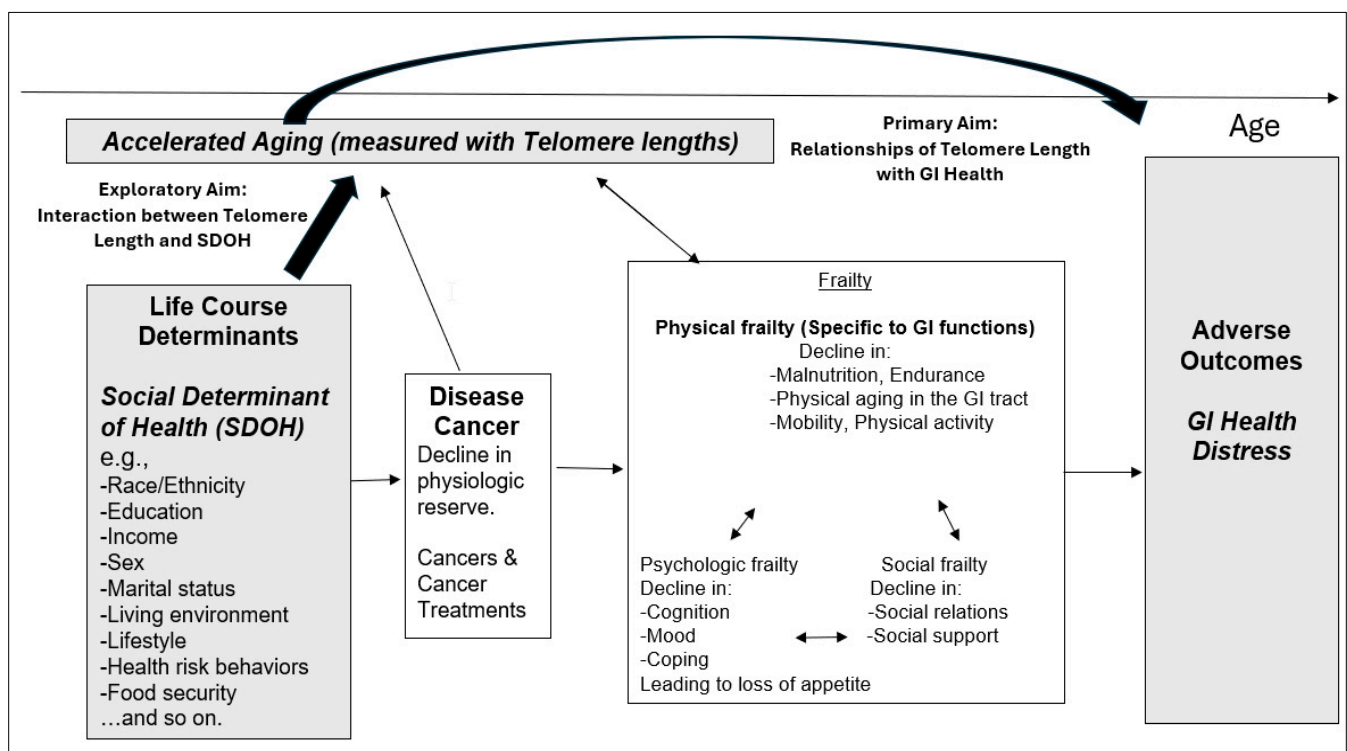 Age
Accelerated Aging (measured with Telomere lengths)
Primary Aim:
Relationships of Telomere Length
with GI Health
Exploratory Aim:
Interaction between Telomere
Length and SDOH
Life Course
Determinants
Social Determinant
of Health (SDOH)
e.g.,
-Race/Ethnicity
-Education
-Income
-Sex
-Marital status
-Living environment
-Lifestyle
-Health risk behaviors
-Food security
…and so on.
Disease
Cancer
Decline in
physiologic
reserve.
Cancers &
Cancer
Treatments
Frailty
Physical frailty (Specific to GI functions)
Decline in:
-Malnutrition, Endurance
-Physical aging in the GI tract
-Mobility, Physical activity
Psychologic frailty
Decline in:
-Cognition
-Mood
-Coping
Leading to loss of appetite
Social frailty
Decline in:
-Social relations
-Social support
Adverse
Outcomes
GI Health
Distress